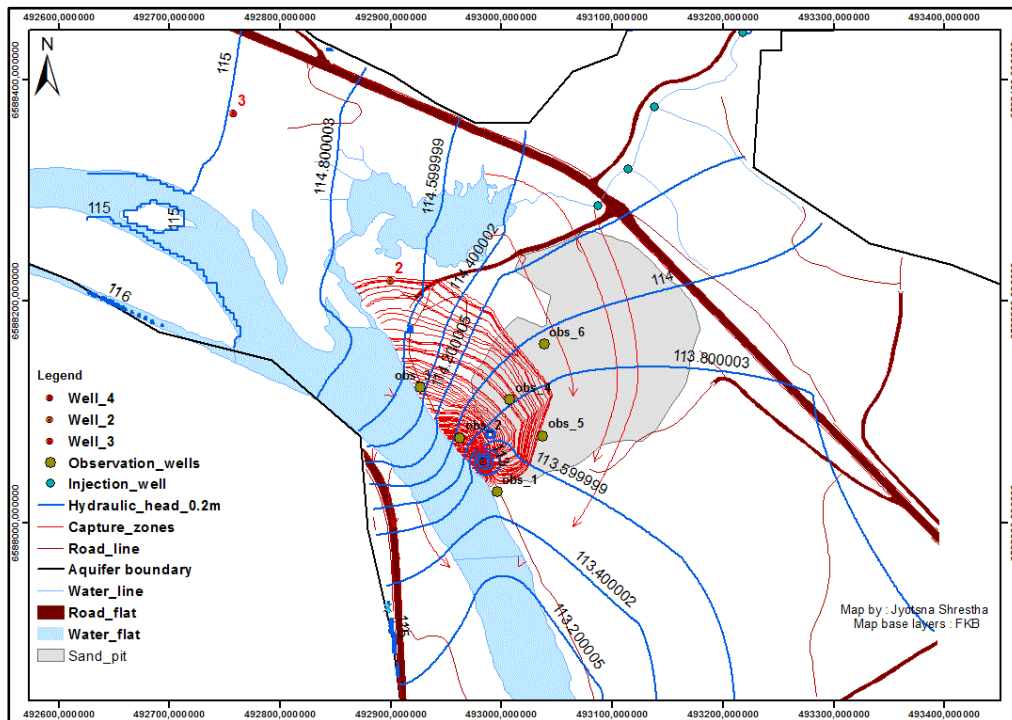 492600,000000 492700,000000 492800,000000 492900,000000 493000,000000 493100,000000 493200,000000 493300,000000 493400,000000
N
6588400,000000
6588200,000000
6588000,000000
115
3
114.800003
114.599999
114.400002
114.200005
115
115
116
2
114
113.800003
obs_6
obs_3
obs_4
obs_2
obs_5
obs_1
113.599999
113.400002
113.200005
115
Legend
Well_4
Well_2
Well_3
Observation_wells
Injection_well
Hydraulic_head_0.2m
Capture_zones
Road_line
Aquifer boundary
Water_line
Road_flat
Water_flat
Sand_pit
Map by : Jyotsna Shrestha
Map base layers : FKB
492600,000000 492700,000000 492800,000000 492900,000000 493000,000000 493100,000000 493200,000000 493300,000000 493400,000000